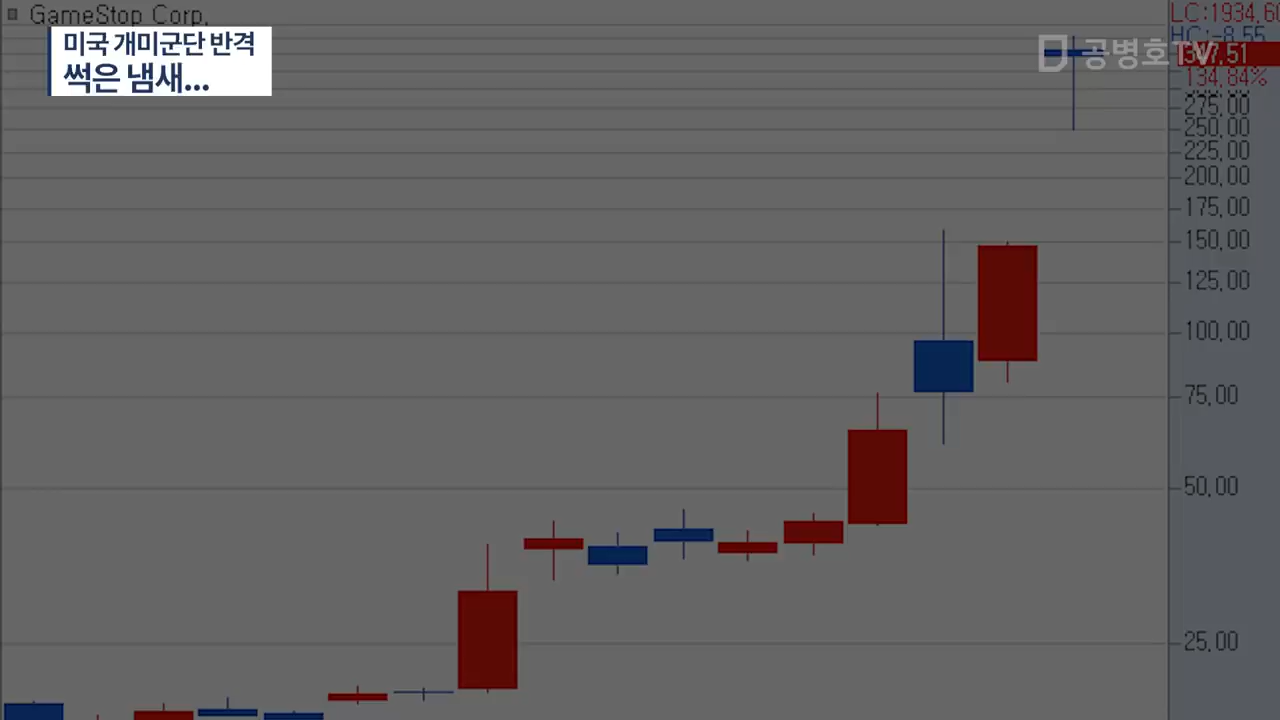 GameStop Corp,
미국 개미군단 반격
썩은 냄새...
공병호TV
LC:1934,60
HC:-8,55
134,84%
275,00
250,00
225,00
200,00
175,00
150,00
125,00
100,00
75,00
50,00
25,00